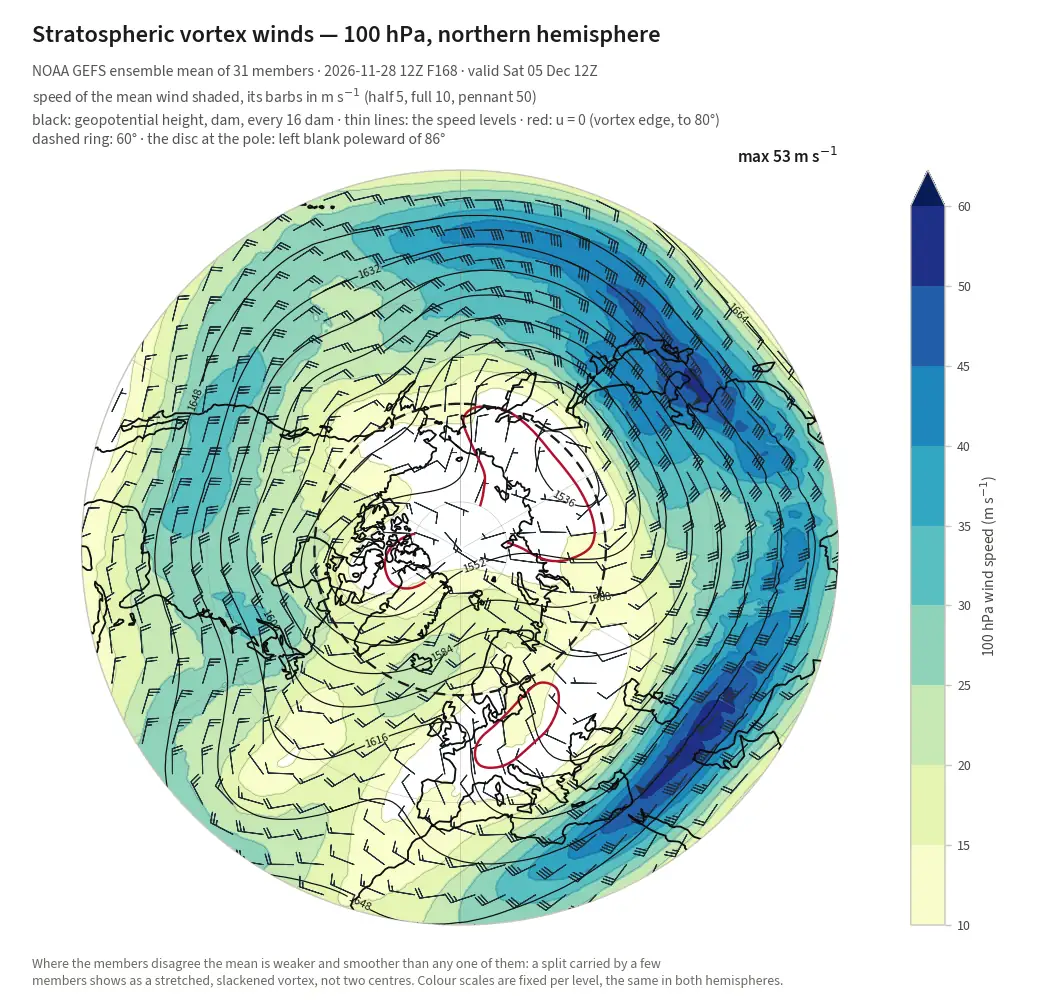 Stratospheric vortex winds — 100 hPa, northern hemisphere
NOAA GEFS ensemble mean of 31 members · 2026-11-28 12Z F168 · valid Sat 05 Dec 12Z
speed of the mean wind shaded, its barbs in m s−1 (half 5, full 10, pennant 50)
black: geopotential height, dam, every 16 dam · thin lines: the speed levels · red: u = 0 (vortex edge, to 80°)
dashed ring: 60° · the disc at the pole: left blank poleward of 86°
max 53 m s−1
60
50
45
40
35
30
25
20
15
10
100 hPa wind speed (m s−1)
1632
1664
1648
1536
1552
1584
1616
1648
Where the members disagree the mean is weaker and smoother than any one of them: a split carried by a few
members shows as a stretched, slackened vortex, not two centres. Colour scales are fixed per level, the same in both hemispheres.